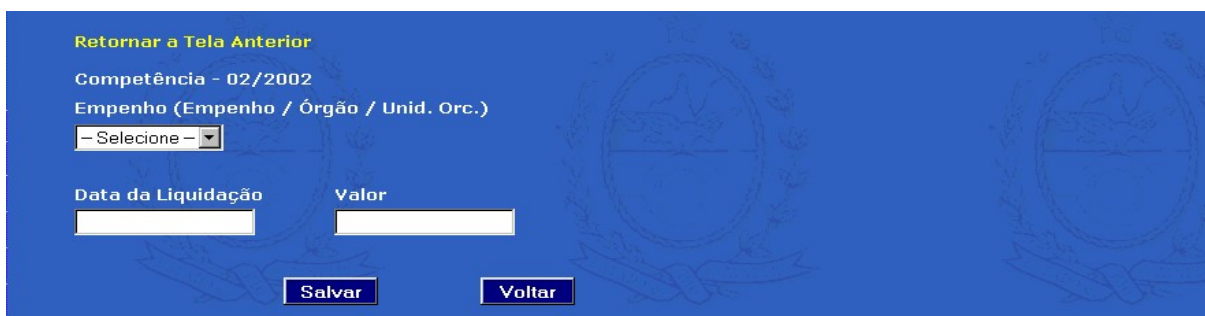 Retornar a Tela Anterior
Competência - 02/2002
Empenho (Empenho / Órgão / Unid. Orc.)
– Selecione –
Data da Liquidação Valor
Salvar Voltar